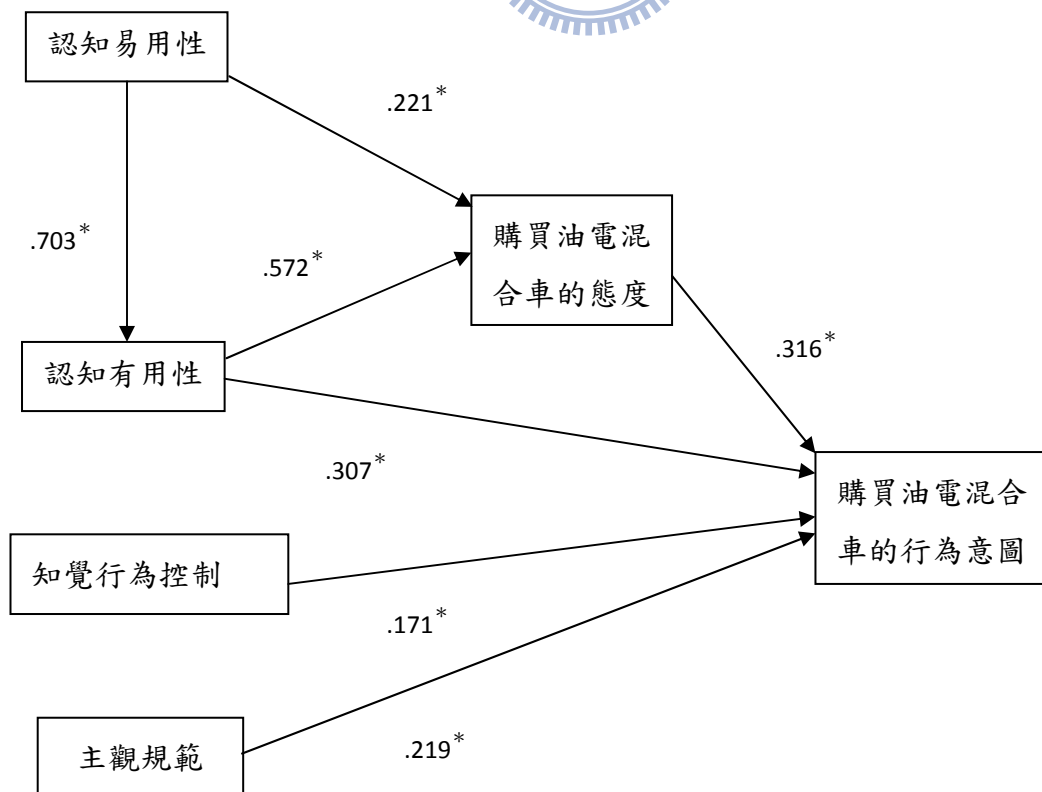 認知易用性
.221*
.703*
購買油電混
合車的態度
.572*
認知有用性
.316*
.307*
購買油電混合
車的行為意圖
知覺行為控制
.171*
主觀規範
.219*